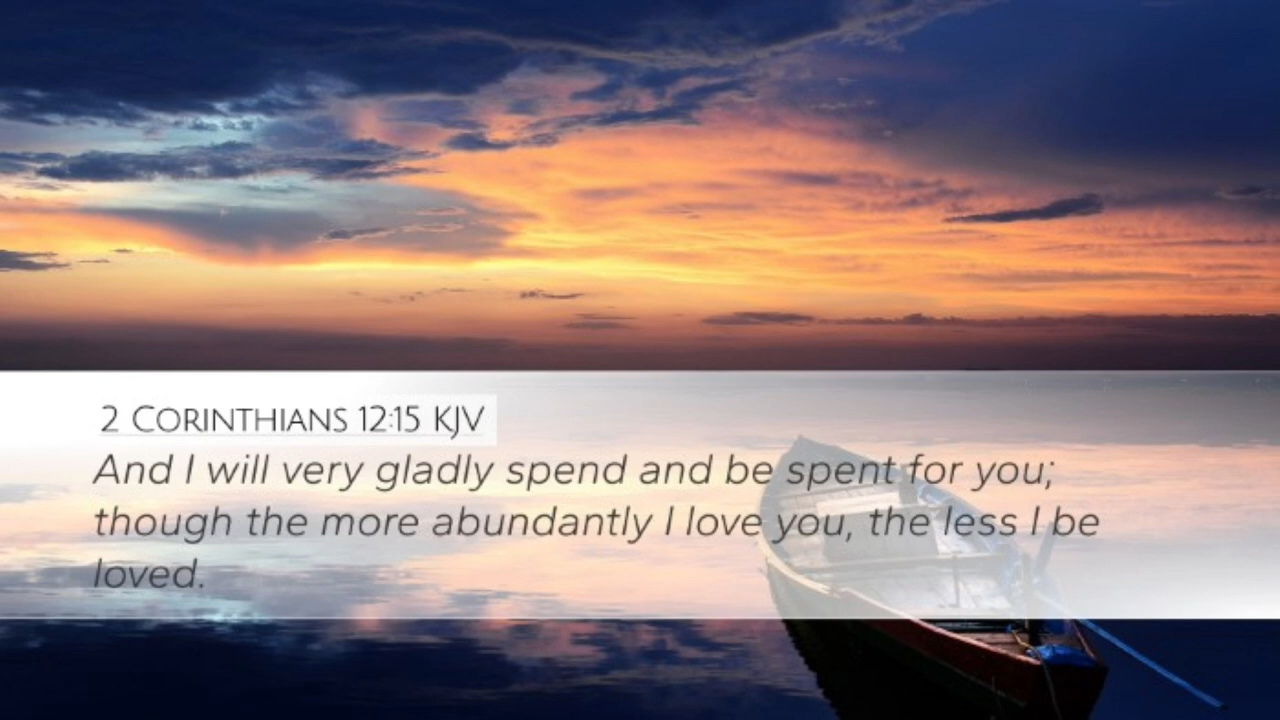 2 Corinthians 12:15 KJV
And I will very gladly spend and be spent for you;
though the more abundantly I love you, the less I be
loved.